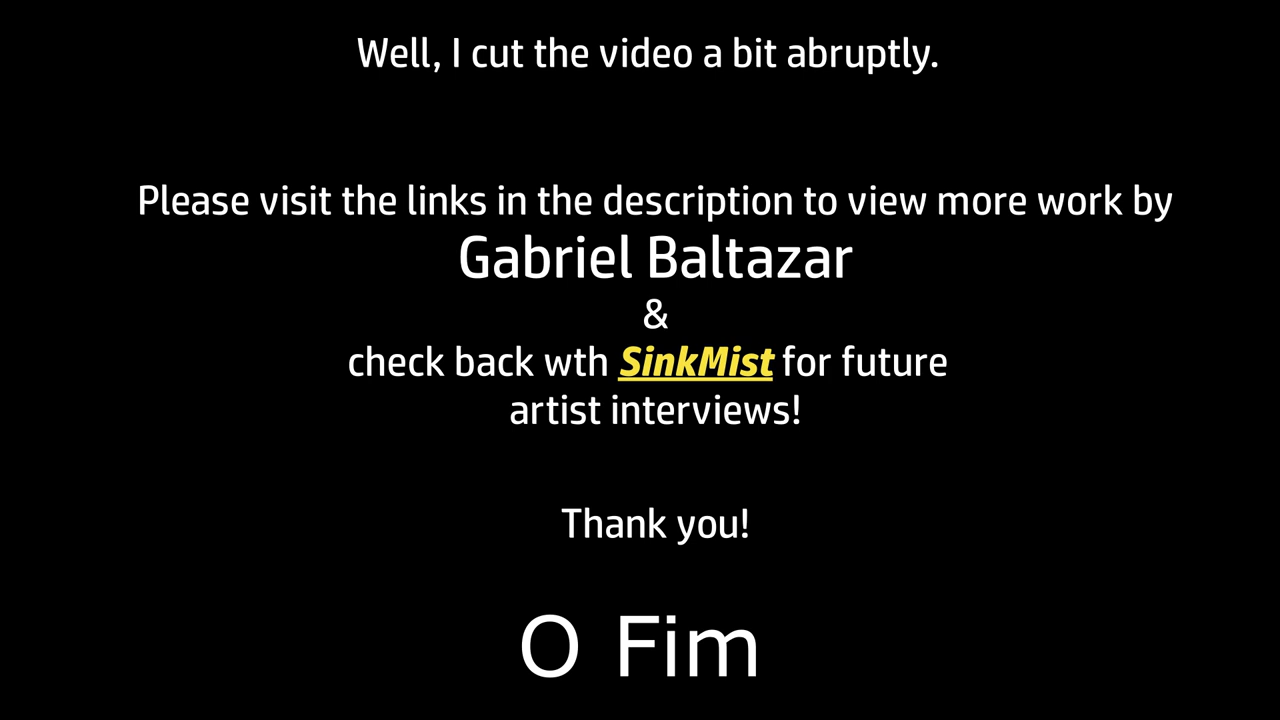 Well, I cut the video a bit abruptly.
Please visit the links in the description to view more work by
Gabriel Baltazar
&
check back wth SinkMist for future
artist interviews!
Thank you!
O Fim